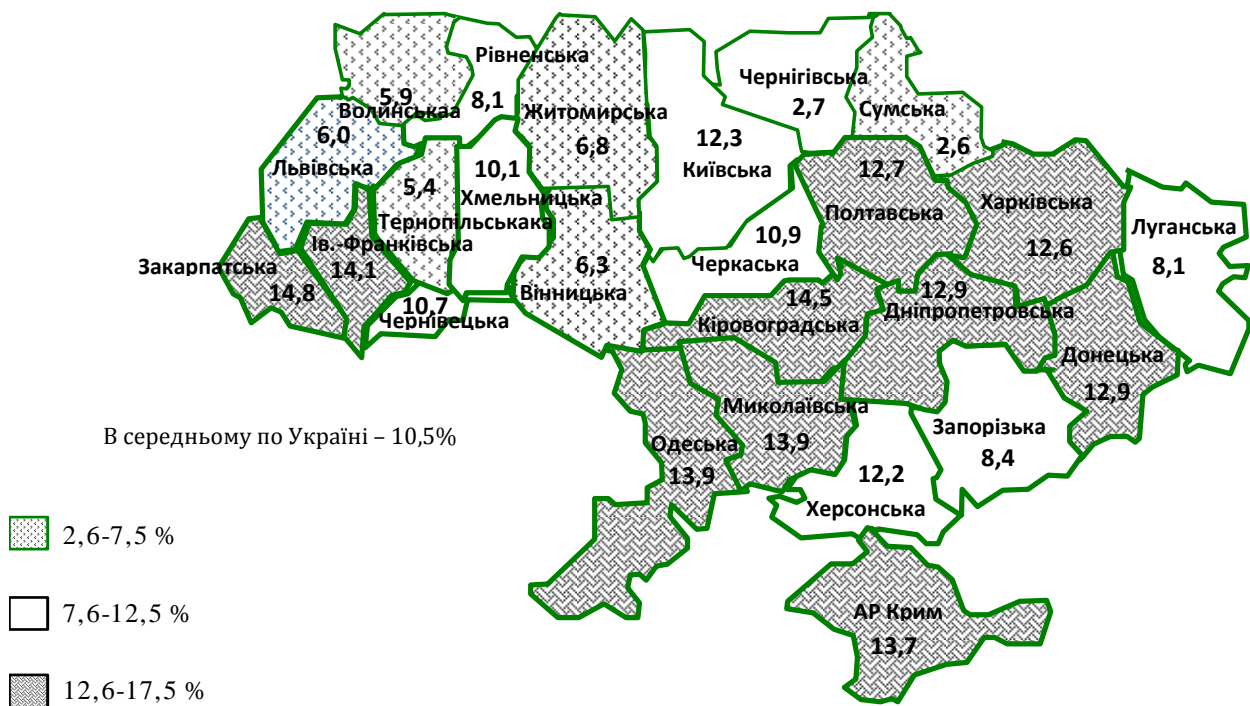 Рівненська
8,1
5,9
Волинськаа
6,0
Львівська
Житомирська
6,8
12,3
Київська
Чернігівська
2,7
Сумська
2,6
10,1
Хмельницька
5,4
Тернопільськака
Ів.-Франківська
14,1
Закарпатська
14,8
10,7
Чернівецька
6,3
Вінницька
10,9
Черкаська
12,7
Полтавська
Харківська
12,6
Луганська
8,1
14,5
Кіровоградська
12,9
Дніпропетровська
Донецька
12,9
Миколаївська
13,9
Одеська
13,9
Запорізька
8,4
12,2
Херсонська
АР Крим
13,7
В середньому по Україні – 10,5%
2,6-7,5 %
7,6-12,5 %
12,6-17,5 %